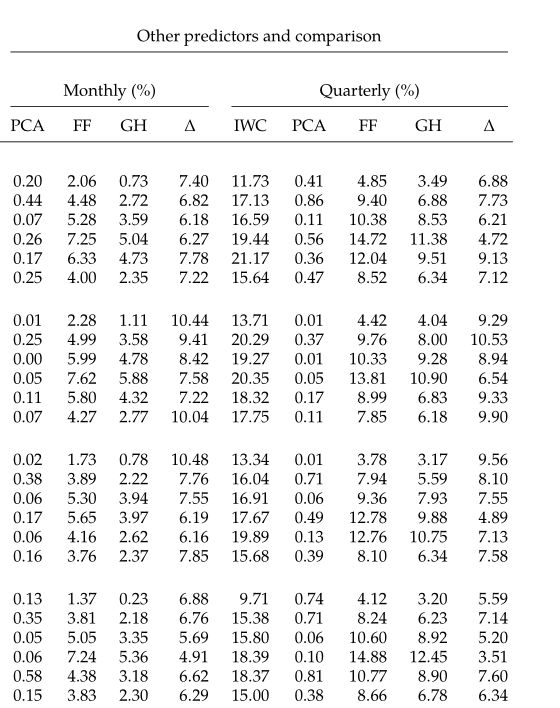 Other predictors and comparison
Monthly (%) Quarterly (%)
PCA FF GH Δ IWC PCA FF GH Δ
0.20 2.06 0.73 7.40 11.73 0.41 4.85 3.49 6.88
0.44 4.48 2.72 6.82 17.13 0.86 9.40 6.88 7.73
0.07 5.28 3.59 6.18 16.59 0.11 10.38 8.53 6.21
0.26 7.25 5.04 6.27 19.44 0.56 14.72 11.38 4.72
0.17 6.33 4.73 7.78 21.17 0.36 12.04 9.51 9.13
0.25 4.00 2.35 7.22 15.64 0.47 8.52 6.34 7.12
0.01 2.28 1.11 10.44 13.71 0.01 4.42 4.04 9.29
0.25 4.99 3.58 9.41 20.29 0.37 9.76 8.00 10.53
0.00 5.99 4.78 8.42 19.27 0.01 10.33 9.28 8.94
0.05 7.62 5.88 7.58 20.35 0.05 13.81 10.90 6.54
0.11 5.80 4.32 7.22 18.32 0.17 8.99 6.83 9.33
0.07 4.27 2.77 10.04 17.75 0.11 7.85 6.18 9.90
0.02 1.73 0.78 10.48 13.34 0.01 3.78 3.17 9.56
0.38 3.89 2.22 7.76 16.04 0.71 7.94 5.59 8.10
0.06 5.30 3.94 7.55 16.91 0.06 9.36 7.93 7.55
0.17 5.65 3.97 6.19 17.67 0.49 12.78 9.88 4.89
0.06 4.16 2.62 6.16 19.89 0.13 12.76 10.75 7.13
0.16 3.76 2.37 7.85 15.68 0.39 8.10 6.34 7.58
0.13 1.37 0.23 6.88 9.71 0.74 4.12 3.20 5.59
0.35 3.81 2.18 6.76 15.38 0.71 8.24 6.23 7.14
0.05 5.05 3.35 5.69 15.80 0.06 10.60 8.92 5.20
0.06 7.24 5.36 4.91 18.39 0.10 14.88 12.45 3.51
0.58 4.38 3.18 6.62 18.37 0.81 10.77 8.90 7.60
0.15 3.83 2.30 6.29 15.00 0.38 8.66 6.78 6.34